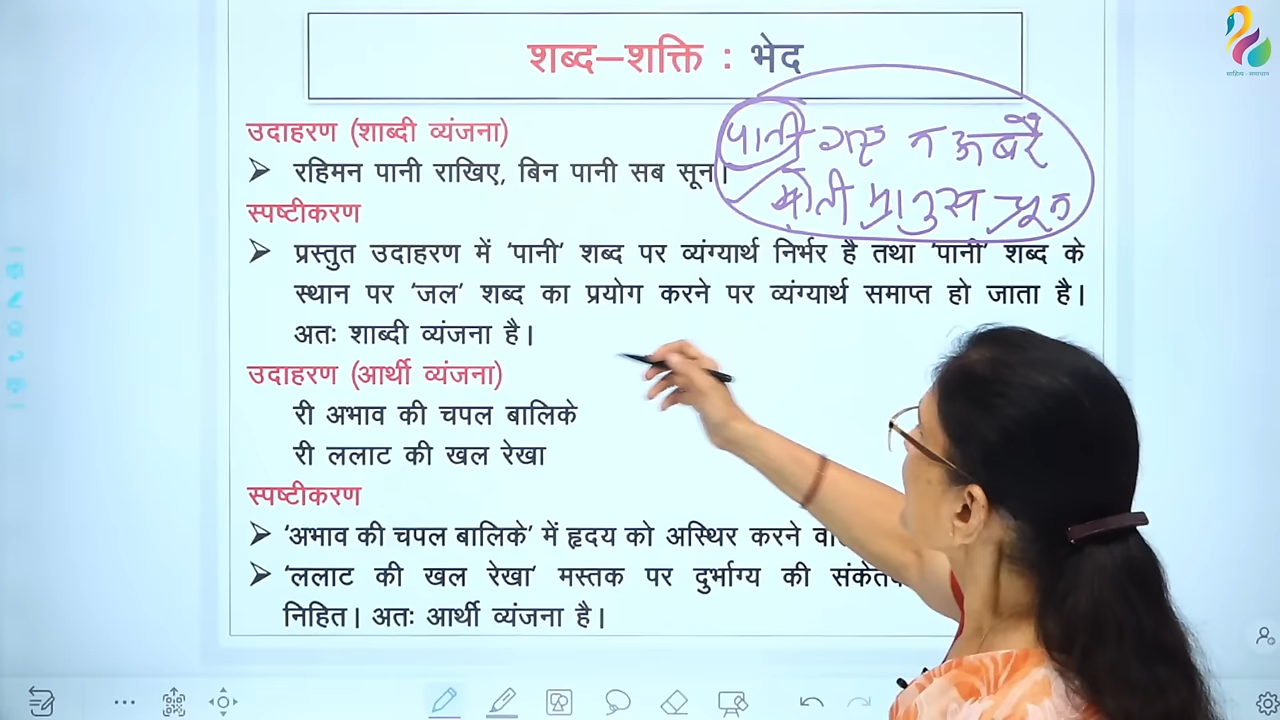 शब्द–शक्ति : भेद
उदाहरण (शाब्दी व्यंजना)
पानी गए न ऊबरै
➢ रहिमन पानी राखिए, बिन पानी सब सून।
मोती मानुस चून
स्पष्टीकरण
➢ प्रस्तुत उदाहरण में ‘पानी’ शब्द पर व्यंग्यार्थ निर्भर है तथा ‘पानी’ शब्द के
स्थान पर ‘जल’ शब्द का प्रयोग करने पर व्यंग्यार्थ समाप्त हो जाता है।
अतः शाब्दी व्यंजना है।
उदाहरण (आर्थी व्यंजना)
री अभाव की चपल बालिके
री ललाट की खल रेखा
स्पष्टीकरण
➢ ‘अभाव की चपल बालिके’ में हृदय को अस्थिर करने
➢ ‘ललाट की खल रेखा’ मस्तक पर दुर्भाग्य की
निहित। अतः आर्थी व्यंजना है।